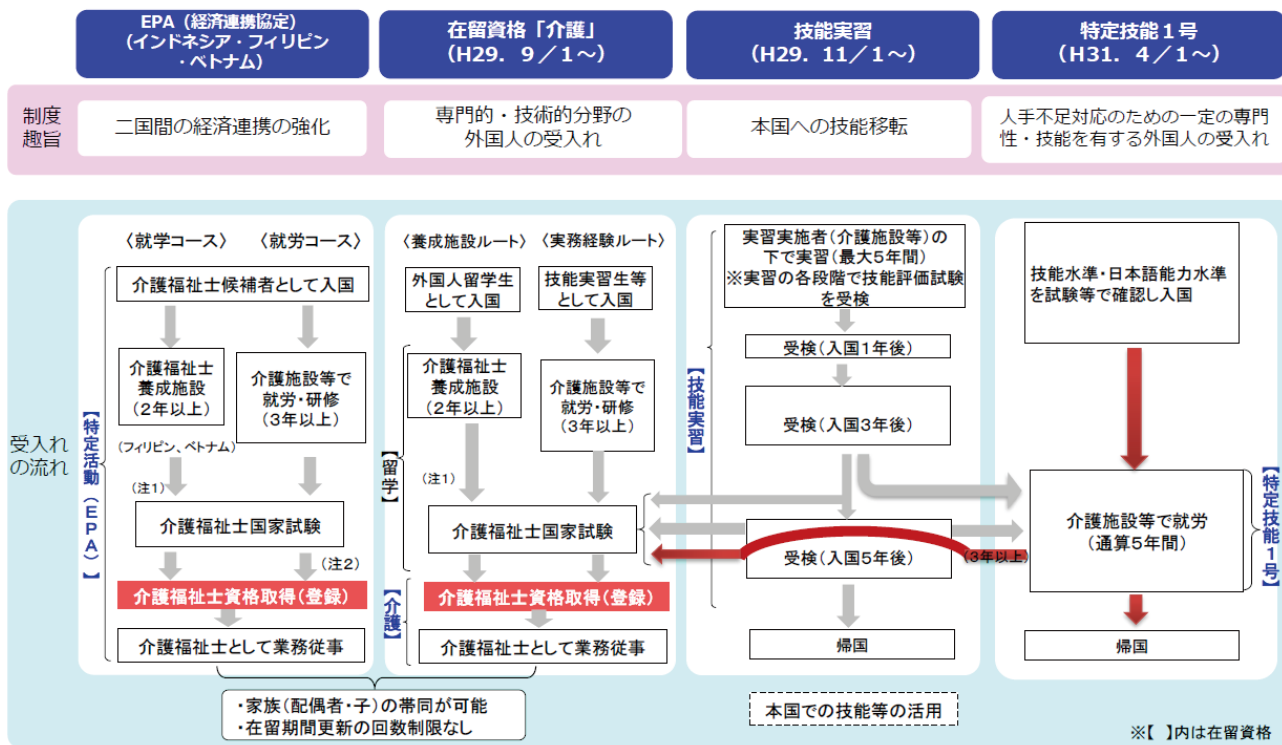 EPA（経済連携協定）
（インドネシア・フィリピン
・ベトナム）
在留資格「介護」
（H29．９／１～）
技能実習
（H29．11／１～）
特定技能１号
（H31．４／１～）
制度
趣旨
二国間の経済連携の強化
専門的・技術的分野の
外国人の受入れ
本国への技能移転
人手不足対応のための一定の専門
性・技能を有する外国人の受入れ
受入れ
の流れ
【特定活動（EPA）】
〈就学コース〉
〈就労コース〉
介護福祉士候補者として入国
介護福祉士
養成施設
（2年以上）
介護施設等で
就労・研修
（3年以上）
（フィリピン、ベトナム）
（注1）
介護福祉士国家試験
（注2）
介護福祉士資格取得（登録）
介護福祉士として業務従事
〈養成施設ルート〉
〈実務経験ルート〉
外国人留学生
として入国
技能実習生等
として入国
【留学】
介護福祉士
養成施設
（2年以上）
介護施設等で
就労・研修
（3年以上）
（注1）
介護福祉士国家試験
【介護】
介護福祉士資格取得（登録）
介護福祉士として業務従事
・家族（配偶者・子）の帯同が可能
・在留期間更新の回数制限なし
【技能実習】
実習実施者（介護施設等）の
下で実習（最大5年間）
※実習の各段階で技能評価試験
を受検
受検（入国1年後）
受検（入国3年後）
受検（入国5年後）
帰国
本国での技能等の活用
技能水準・日本語能力水準
を試験等で確認し入国
（3年以上）
介護施設等で就労
（通算5年間）
【特定技能１号】
帰国
※【　】内は在留資格